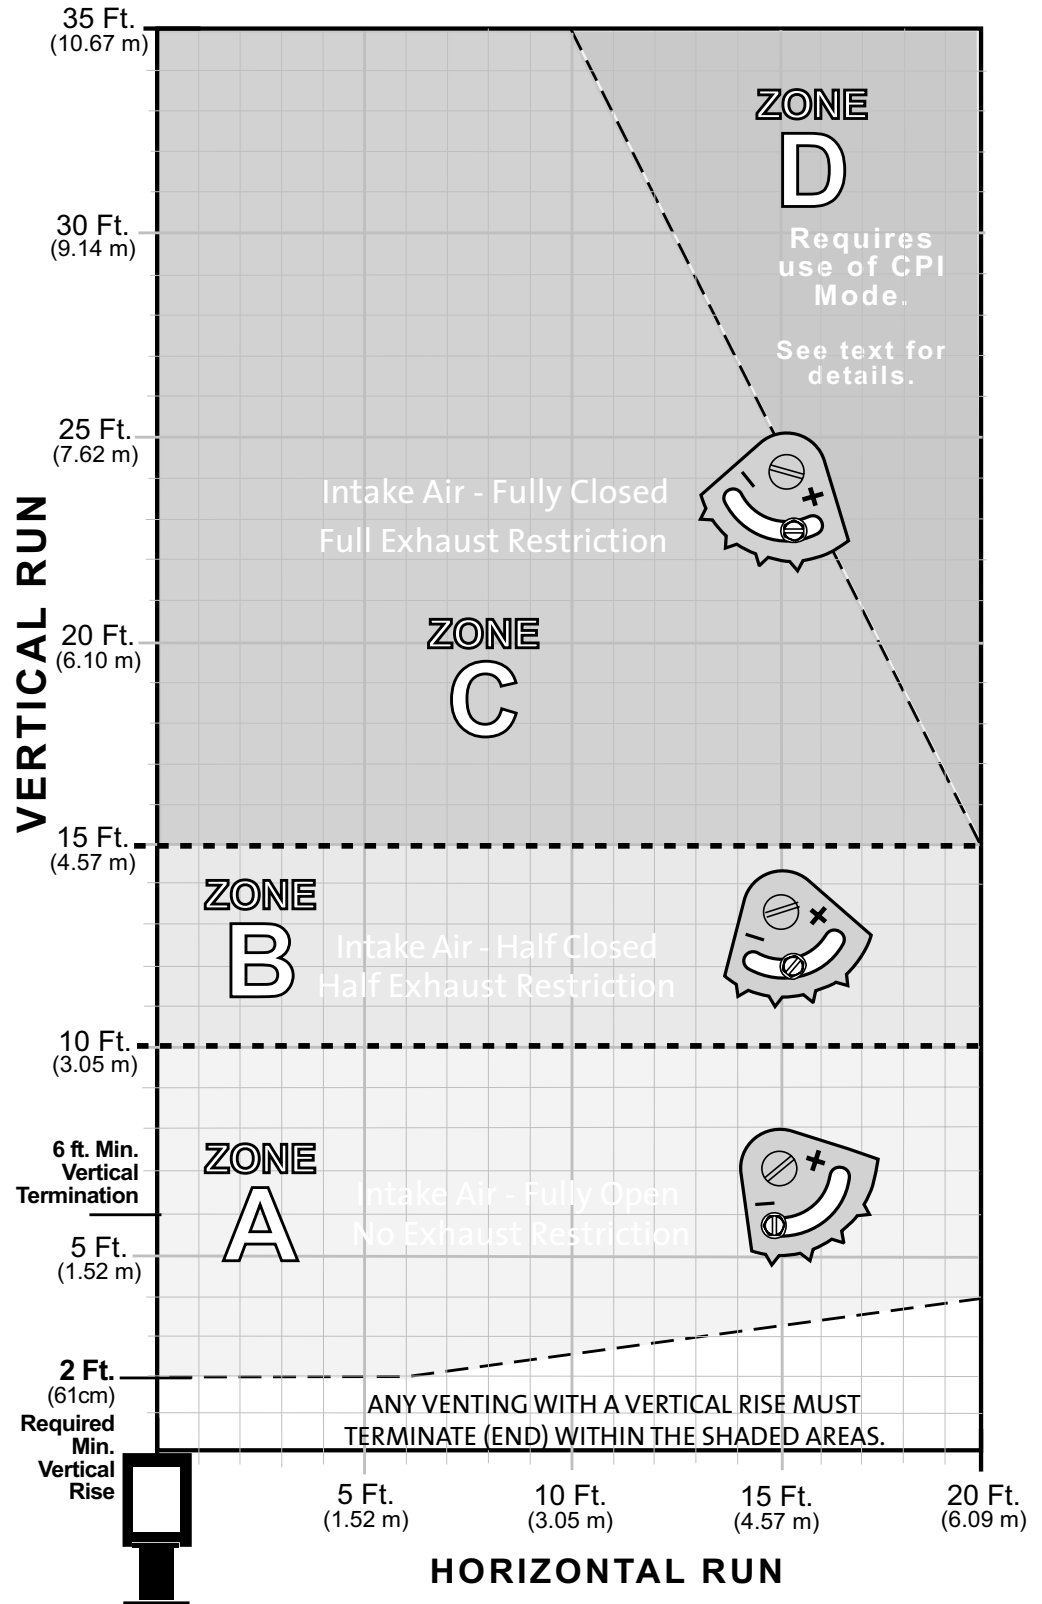 35 Ft.
(10.67 m)
ZONE
D
Requires
use of CPI
Mode.
See text for
details.
30 Ft.
(9.14 m)
25 Ft.
(7.62 m)
Intake Air - Fully Closed
Full Exhaust Restriction
- +
VERTICAL RUN
20 Ft.
(6.10 m)
ZONE
C
15 Ft.
(4.57 m)
ZONE
B
Intake Air - Half Closed
Half Exhaust Restriction
- +
10 Ft.
(3.05 m)
6 ft. Min.
Vertical
Termination
ZONE
A
Intake Air - Fully Open
No Exhaust Restriction
- +
5 Ft.
(1.52 m)
2 Ft.
(61cm)
Required
Min.
Vertical
Rise
ANY VENTING WITH A VERTICAL RISE MUST
TERMINATE (END) WITHIN THE SHADED AREAS.
5 Ft.
(1.52 m)
10 Ft.
(3.05 m)
15 Ft.
(4.57 m)
20 Ft.
(6.09 m)
HORIZONTAL RUN